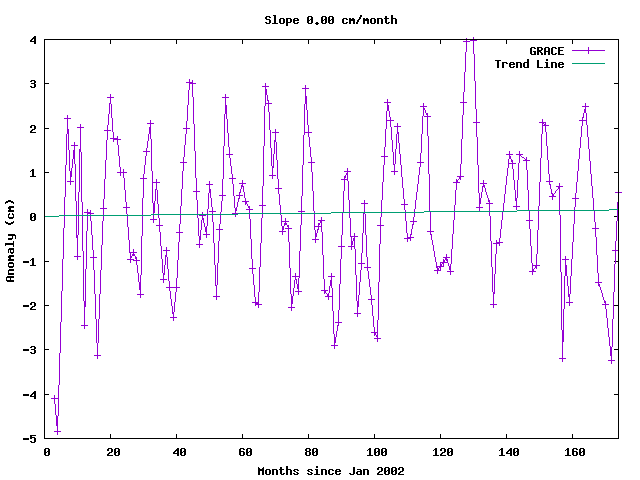 Slope 0.00 cm/month
GRACE
Trend Line
4
3
2
1
0
-1
-2
-3
-4
-5
Anomaly (cm)
0 20 40 60 80 100 120 140 160
Months since Jan 2002